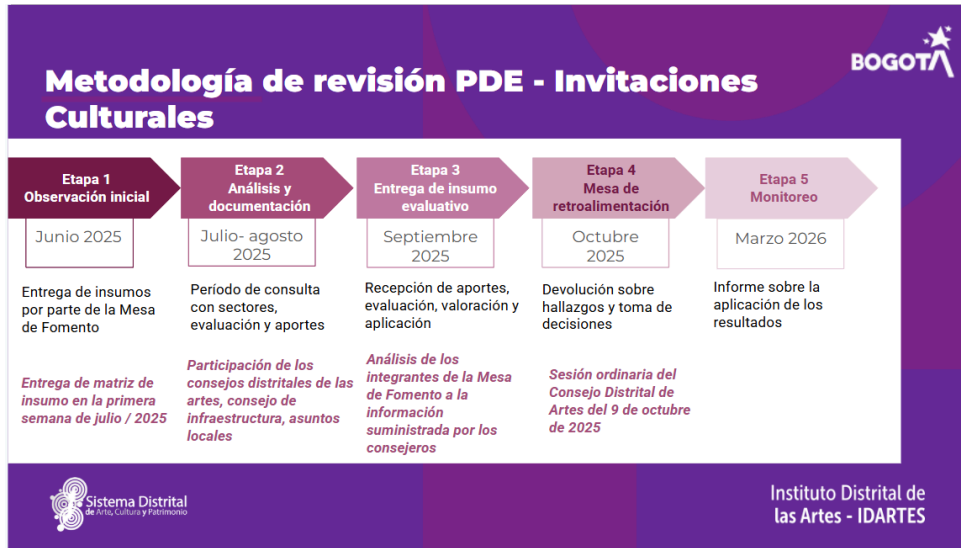 BOGOTÁ
Metodología de revisión PDE - Invitaciones
Culturales
Etapa 1
Observación inicial
Junio 2025
Entrega de insumos
por parte de la Mesa
de Fomento
Entrega de matriz de
insumo en la primera
semana de julio / 2025
Etapa 2
Análisis y
documentación
Julio- agosto
2025
Período de consulta
con sectores,
evaluación y aportes
Participación de los
consejos distritales de las
artes, consejo de
infraestructura, asuntos
locales
Etapa 3
Entrega de insumo
evaluativo
Septiembre
2025
Recepción de aportes,
evaluación, valoración y
aplicación
Análisis de los
integrantes de la Mesa
de Fomento a la
información
suministrada por los
consejeros
Etapa 4
Mesa de
retroalimentación
Octubre
2025
Devolución sobre
hallazgos y toma de
decisiones
Sesión ordinaria del
Consejo Distrital de
Artes del 9 de octubre
de 2025
Etapa 5
Monitoreo
Marzo 2026
Informe sobre la
aplicación de los
resultados
Sistema Distrital
de Arte, Cultura y Patrimonio
Instituto Distrital de
las Artes - IDARTES